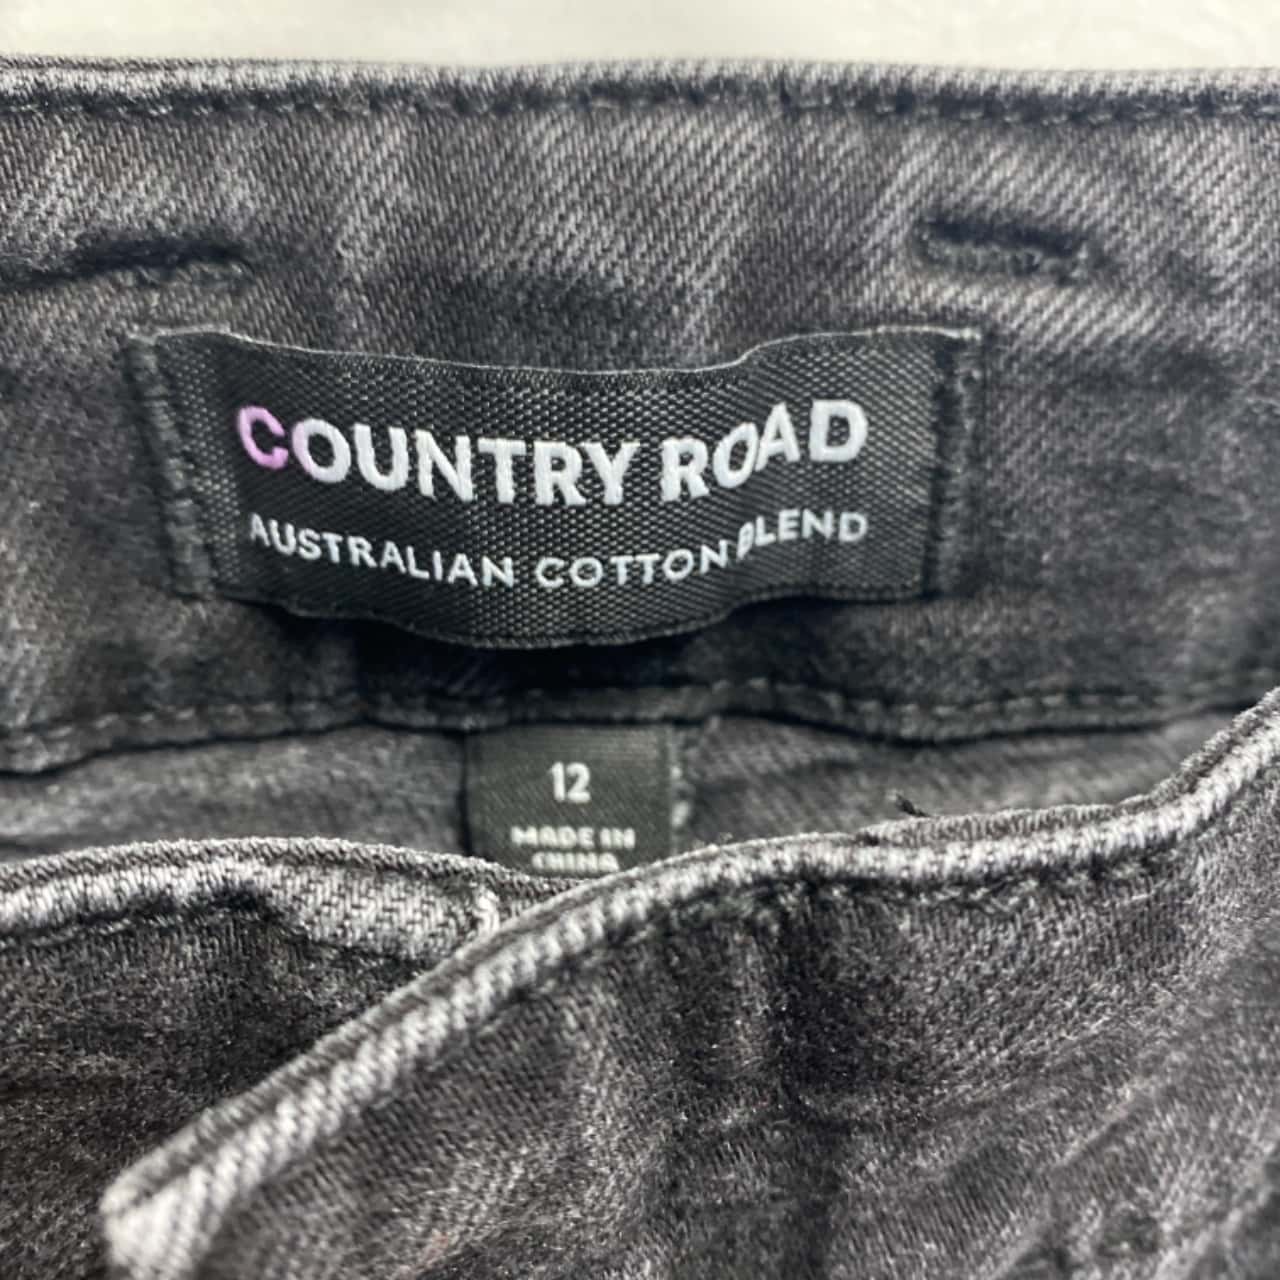 COUNTRY ROAD
AUSTRALIAN COTTON BLEND
12
MADE IN
CHINA